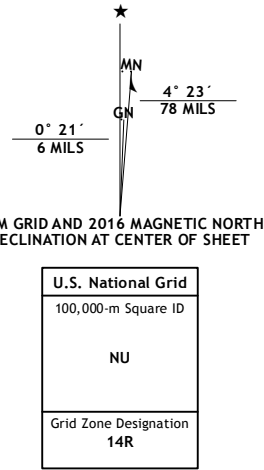 MN
4° 23´
78 MILS
GN
0° 21´
6 MILS
M GRID AND 2016 MAGNETIC NORTH
ECLINATION AT CENTER OF SHEET
U.S. National Grid
100,000-m Square ID
NU
Grid Zone Designation
14R